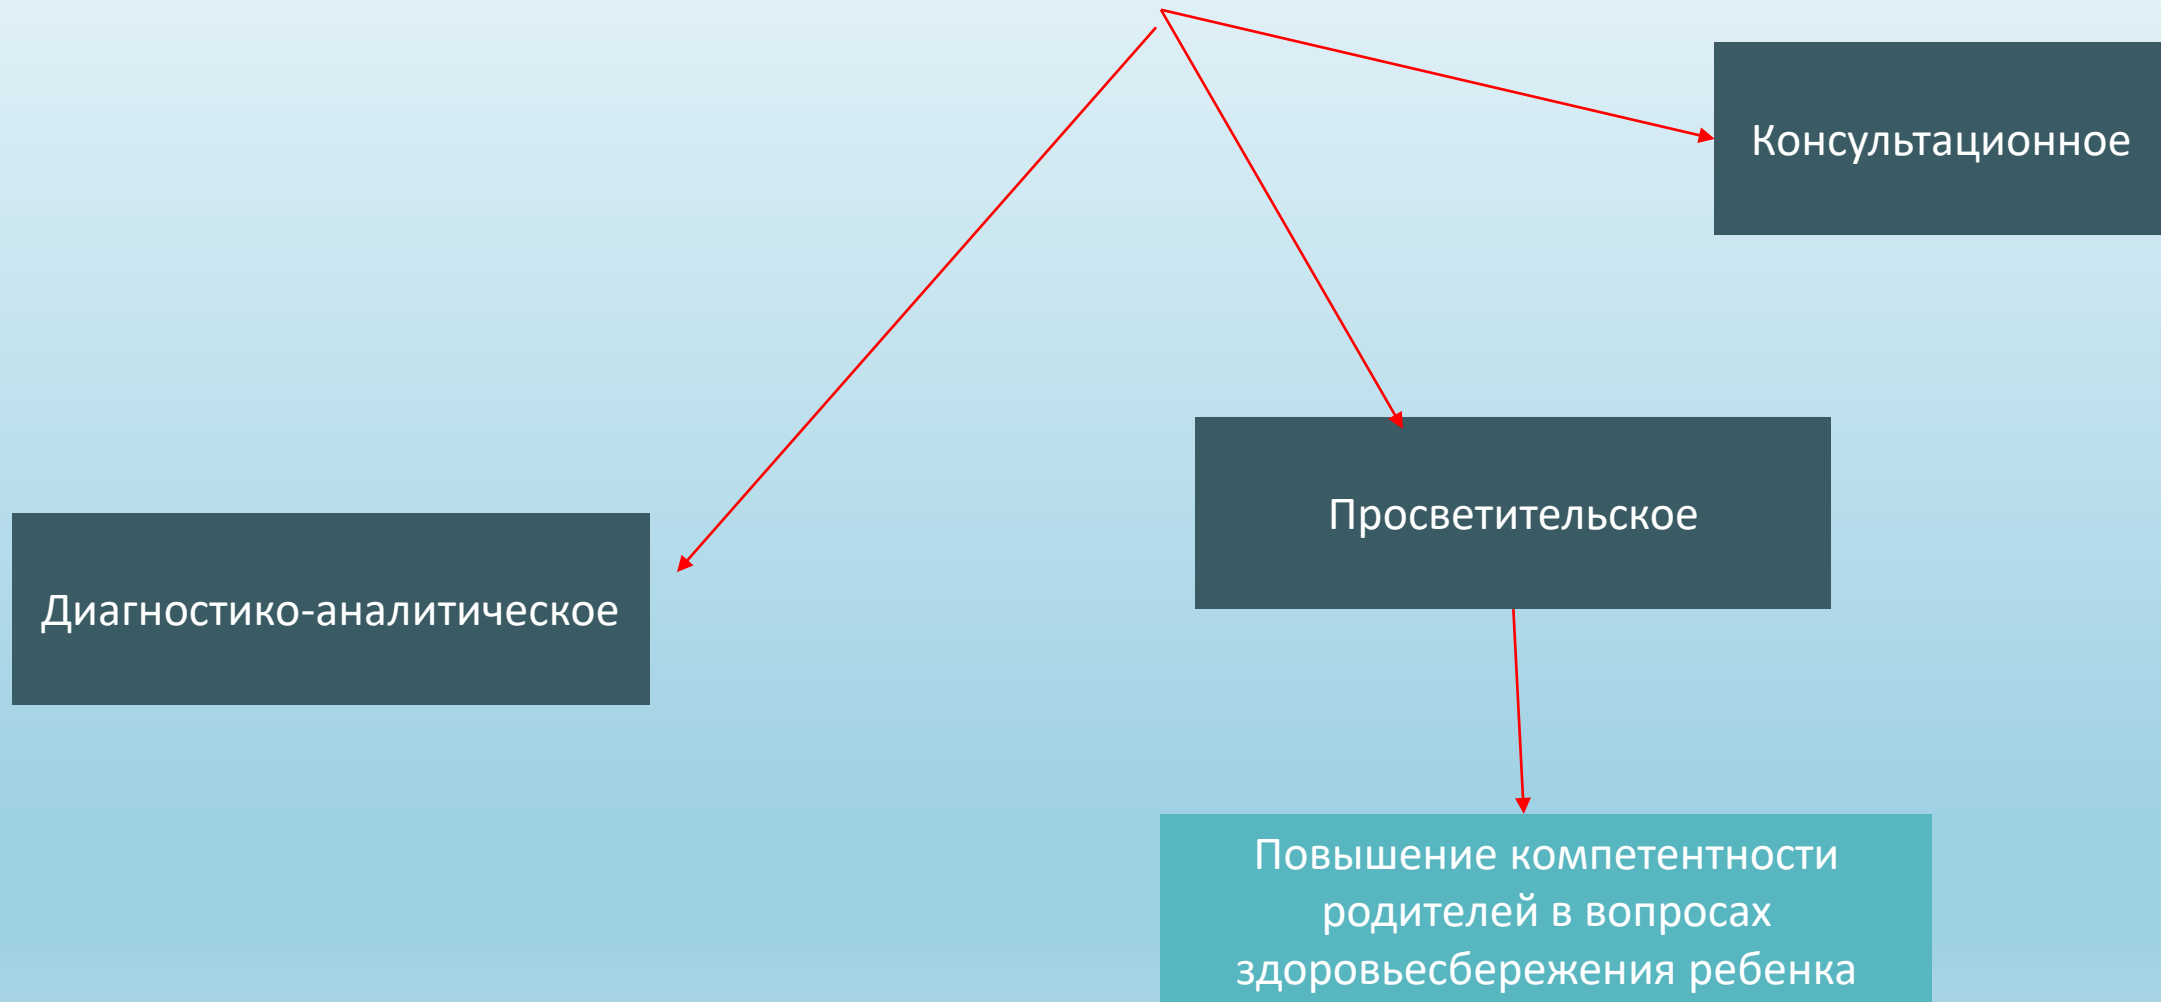 Консультационное
Просветительское
Диагностико-аналитическое
Повышение компетентности
родителей в вопросах
здоровьесбережения ребенка